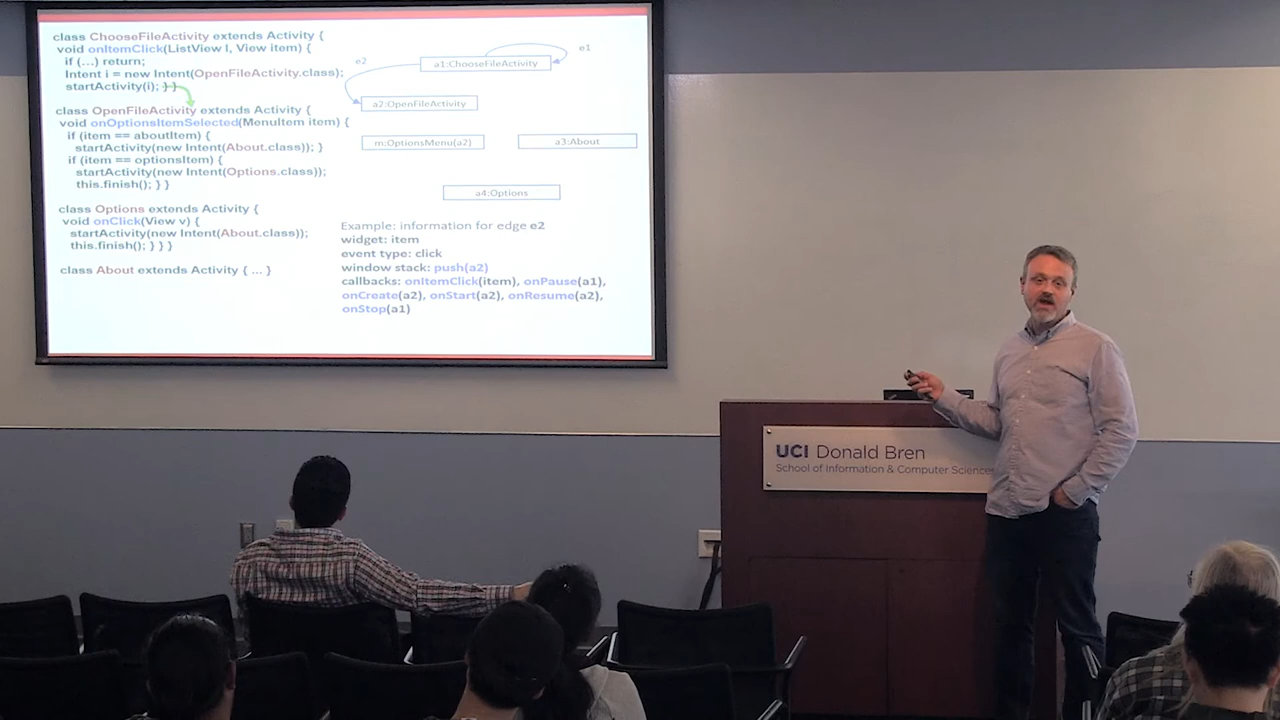 class ChooseFileActivity extends Activity {
void onItemClick(ListView l, View item) {
if (...) return;
Intent i = new Intent(OpenFileActivity.class);
startActivity(i); } }
class OpenFileActivity extends Activity {
void onOptionsItemSelected(MenuItem item) {
if (item == aboutItem) {
startActivity(new Intent(About.class)); }
if (item == optionsItem) {
startActivity(new Intent(Options.class));
this.finish(); } }
class Options extends Activity {
void onClick(View v) {
startActivity(new Intent(About.class));
this.finish(); } } }
class About extends Activity { ... }
e1
e2
a1:ChooseFileActivity
a2:OpenFileActivity
m:OptionsMenu(a2)
a3:About
a4:Options
Example: information for edge e2
widget: item
event type: click
window stack: push(a2)
callbacks: onItemClick(item), onPause(a1),
onCreate(a2), onStart(a2), onResume(a2),
onStop(a1)
UCI Donald Bren
School of Information & Computer Sciences